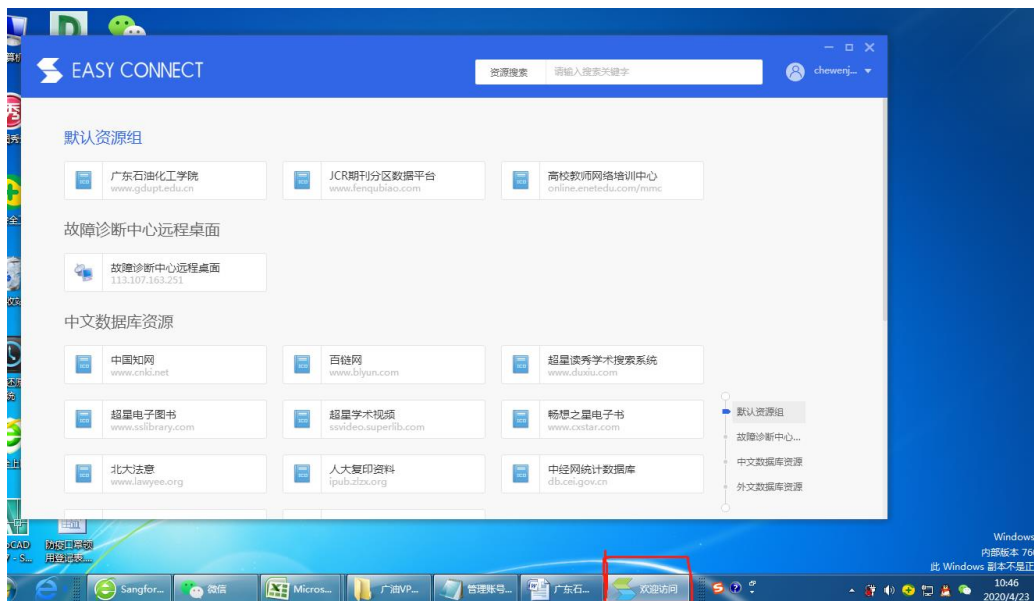 EASY CONNECT
资源搜索
请输入搜索关键字
chewenj...
默认资源组
广东石油化工学院
www.gdupt.edu.cn
JCR期刊分区数据平台
www.fenqubiao.com
高校教师网络培训中心
online.enetedu.com/mmc
故障诊断中心远程桌面
故障诊断中心远程桌面
113.107.163.251
中文数据库资源
中国知网
www.cnki.net
百链网
www.blyun.com
超星读秀学术搜索系统
www.duxiu.com
超星电子图书
www.sslibrary.com
超星学术视频
ssvideo.superlib.com
畅想之星电子书
www.cxstar.com
北大法意
www.lawyee.org
人大复印资料
ipub.zlzx.org
中经网统计数据库
db.cei.gov.cn
默认资源组
故障诊断中心...
中文数据库资源
外文数据库资源
防疫口罩领
用登记表...
Windows
内部版本 760
此 Windows 副本不是正
Sangfor...
微信
Micros...
广油VP...
管理账号...
广东石...
欢迎访问
10:46
2020/4/23